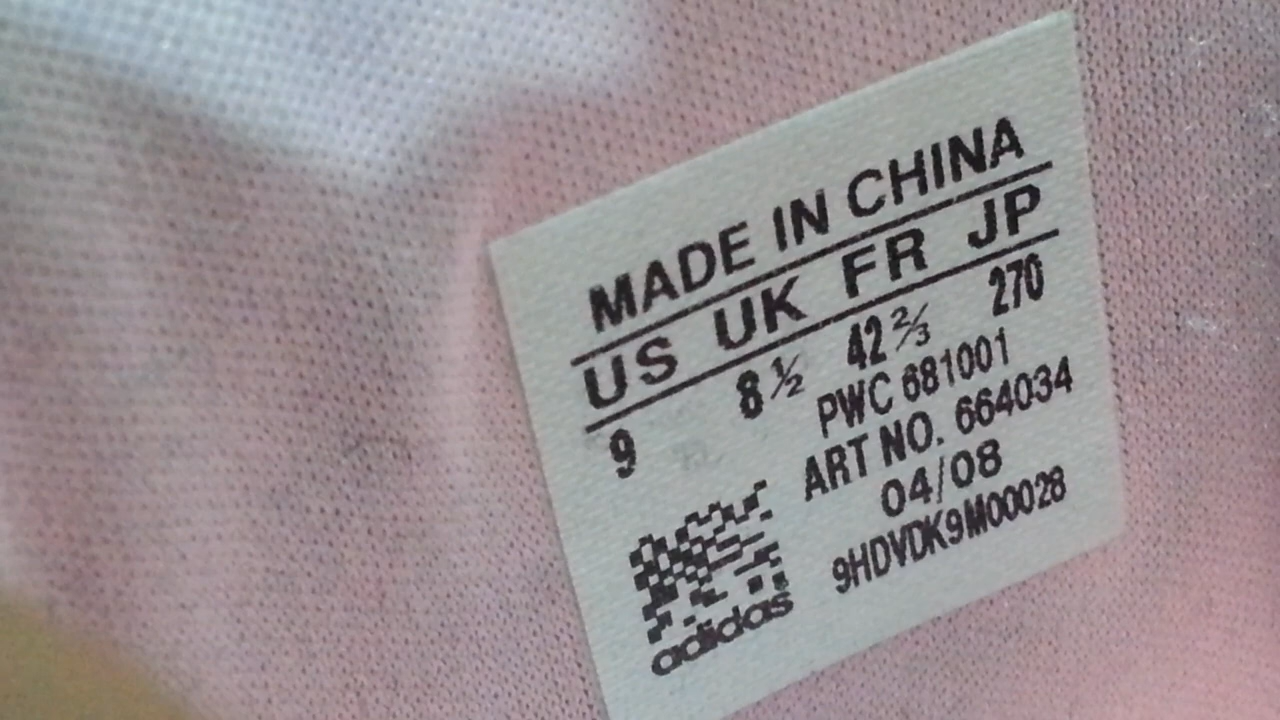 MADE IN CHINA
US UK FR JP
9 8½ 42⅔ 270
PWC 681001
ART NO. 664034
04/08
9HDVDK9M00028
adidas